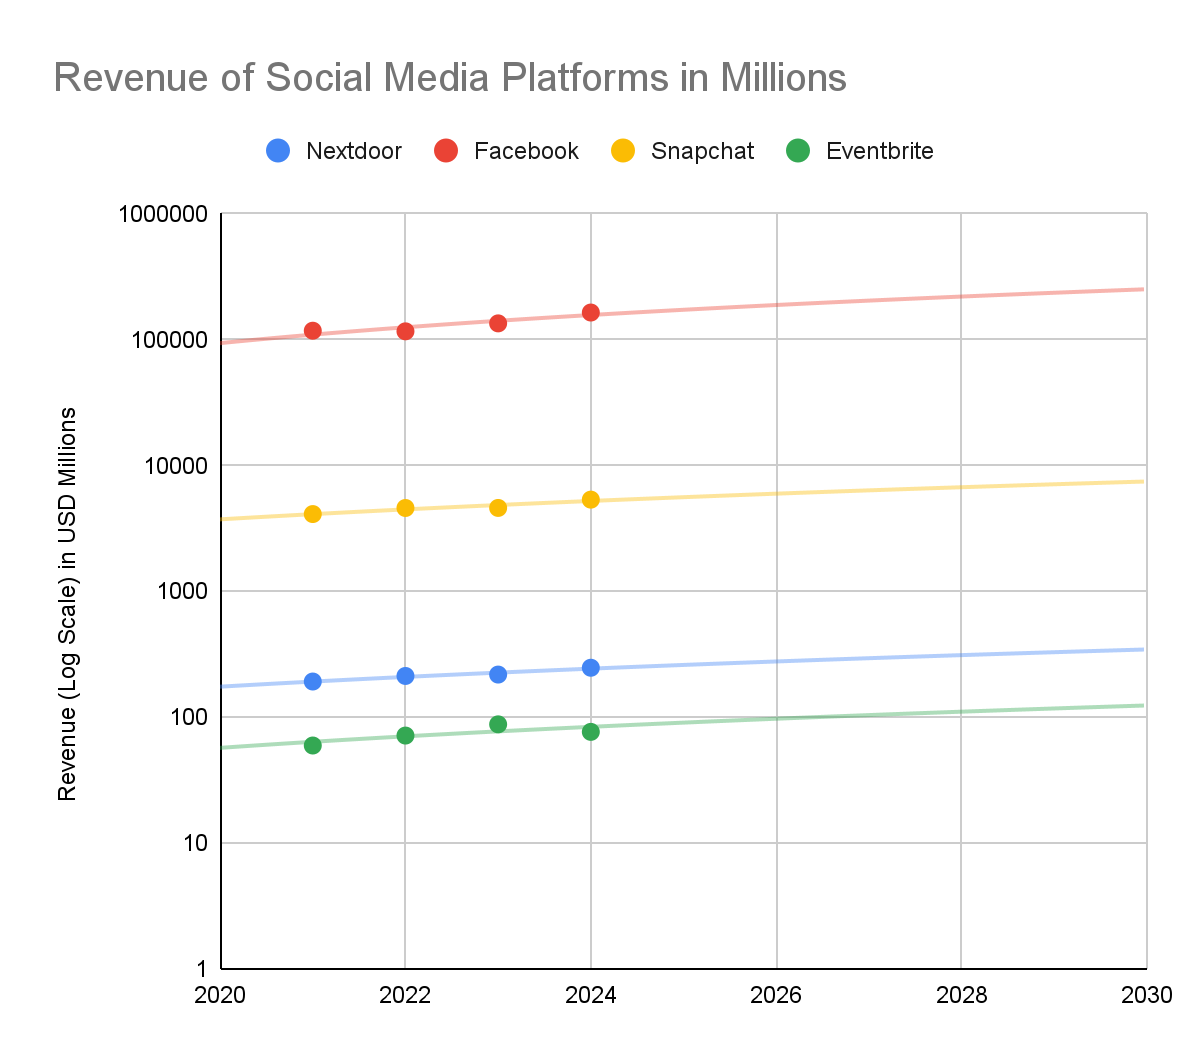 Revenue of Social Media Platforms in Millions
Nextdoor Facebook Snapchat Eventbrite
1000000
100000
10000
1000
100
10
1
Revenue (Log Scale) in USD Millions
2020 2022 2024 2026 2028 2030